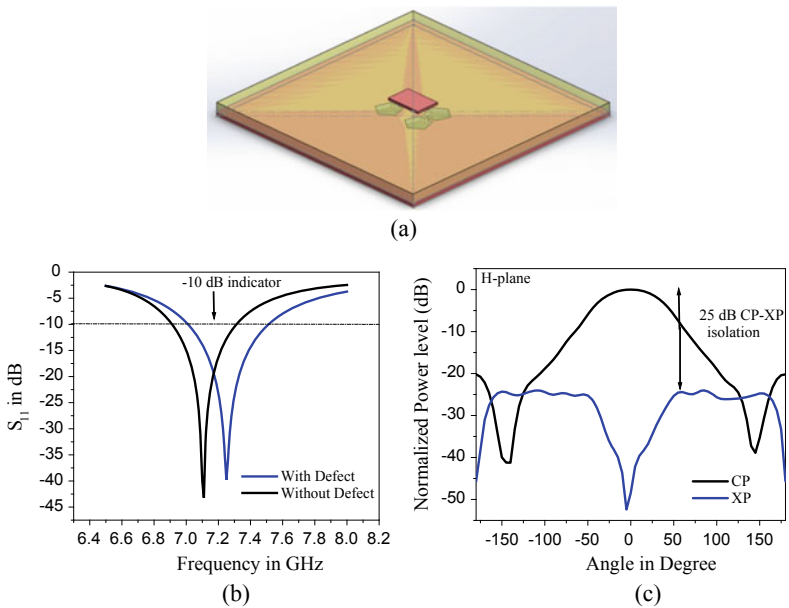 (a)
0
-5
-10
-15
-20
-25
-30
-35
-40
-45
S11 in dB
-10 dB indicator
With Defect
Without Defect
6.4 6.6 6.8 7.0 7.2 7.4 7.6 7.8 8.0 8.2
Frequency in GHz
(b)
H-plane
0
-10
-20
-30
-40
-50
Normalized Power level (dB)
25 dB CP-XP
isolation
CP
XP
-150 -100 -50 0 50 100 150
Angle in Degree
(c)